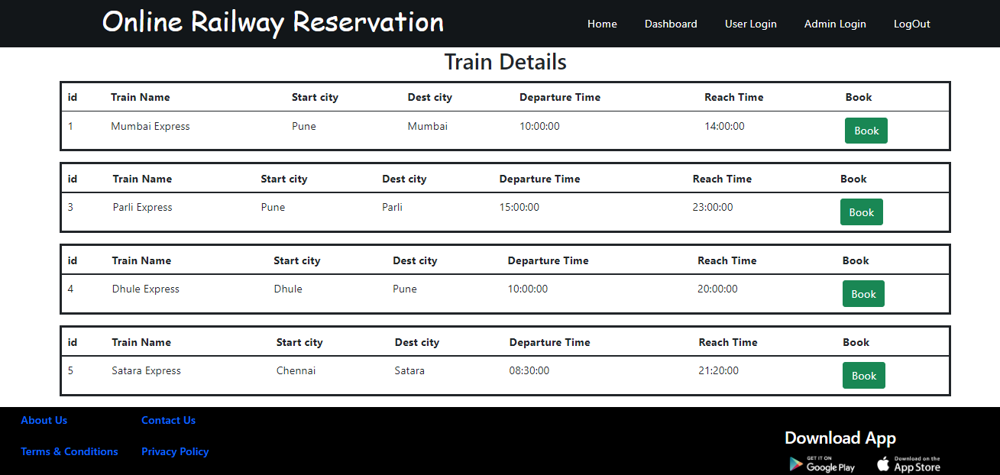 Online Railway Reservation Home Dashboard User Login Admin Login LogOut
Train Details
id Train Name Start city Dest city Departure Time Reach Time Book
1 Mumbai Express Pune Mumbai 10:00:00 14:00:00 Book
id Train Name Start city Dest city Departure Time Reach Time Book
3 Parli Express Pune Parli 15:00:00 23:00:00 Book
id Train Name Start city Dest city Departure Time Reach Time Book
4 Dhule Express Dhule Pune 10:00:00 20:00:00 Book
id Train Name Start city Dest city Departure Time Reach Time Book
5 Satara Express Chennai Satara 08:30:00 21:20:00 Book
About Us Contact Us
Terms & Conditions Privacy Policy
Download App
GET IT ON Google Play
Download on the App Store